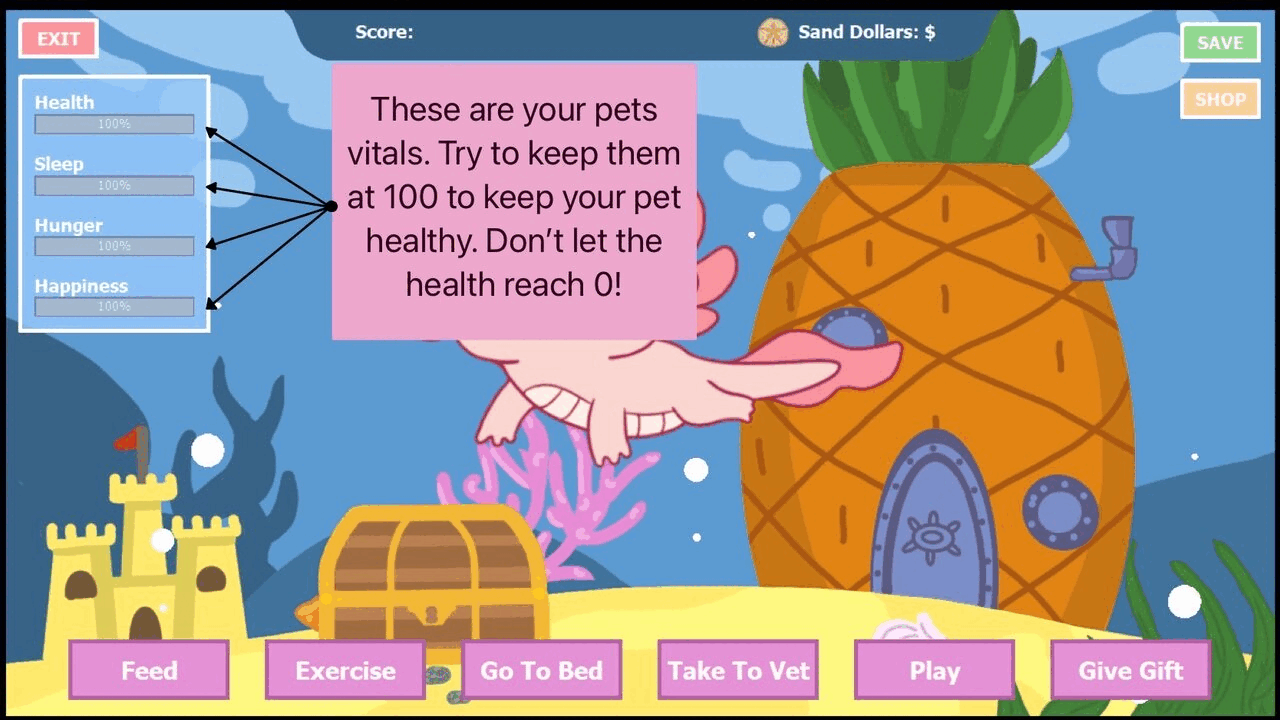 EXIT
Score:
Sand Dollars: $
SAVE
SHOP
Health
100%
Sleep
100%
Hunger
100%
Happiness
100%
These are your pets
vitals. Try to keep them
at 100 to keep your pet
healthy. Don’t let the
health reach 0!
Feed
Exercise
Go To Bed
Take To Vet
Play
Give Gift